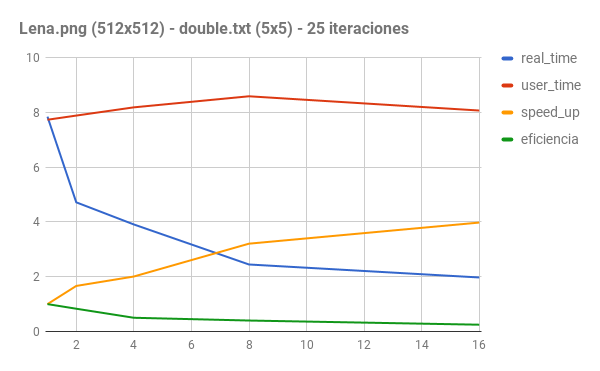 Lena.png (512x512) - double.txt (5x5) - 25 iteraciones
10
8
6
4
2
0
2 4 6 8 10 12 14 16
real_time
user_time
speed_up
eficiencia